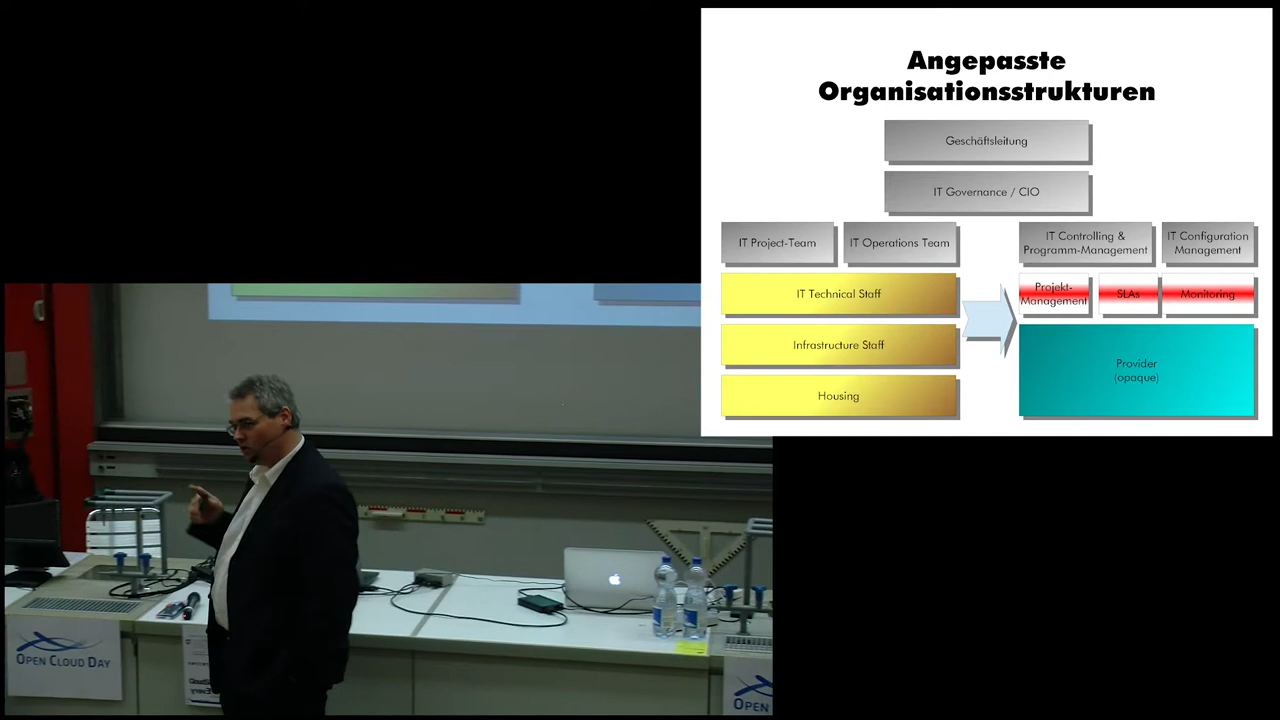 Angepasste
Organisationsstrukturen
Geschäftsleitung
IT Governance / CIO
IT Project-Team
IT Operations Team
IT Controlling &
Programm-Management
IT Configuration
Management
IT Technical Staff
Projekt-
Management
SLAs
Monitoring
Infrastructure Staff
Provider
(opaque)
Housing
OPEN CLOUD DAY
OPEN